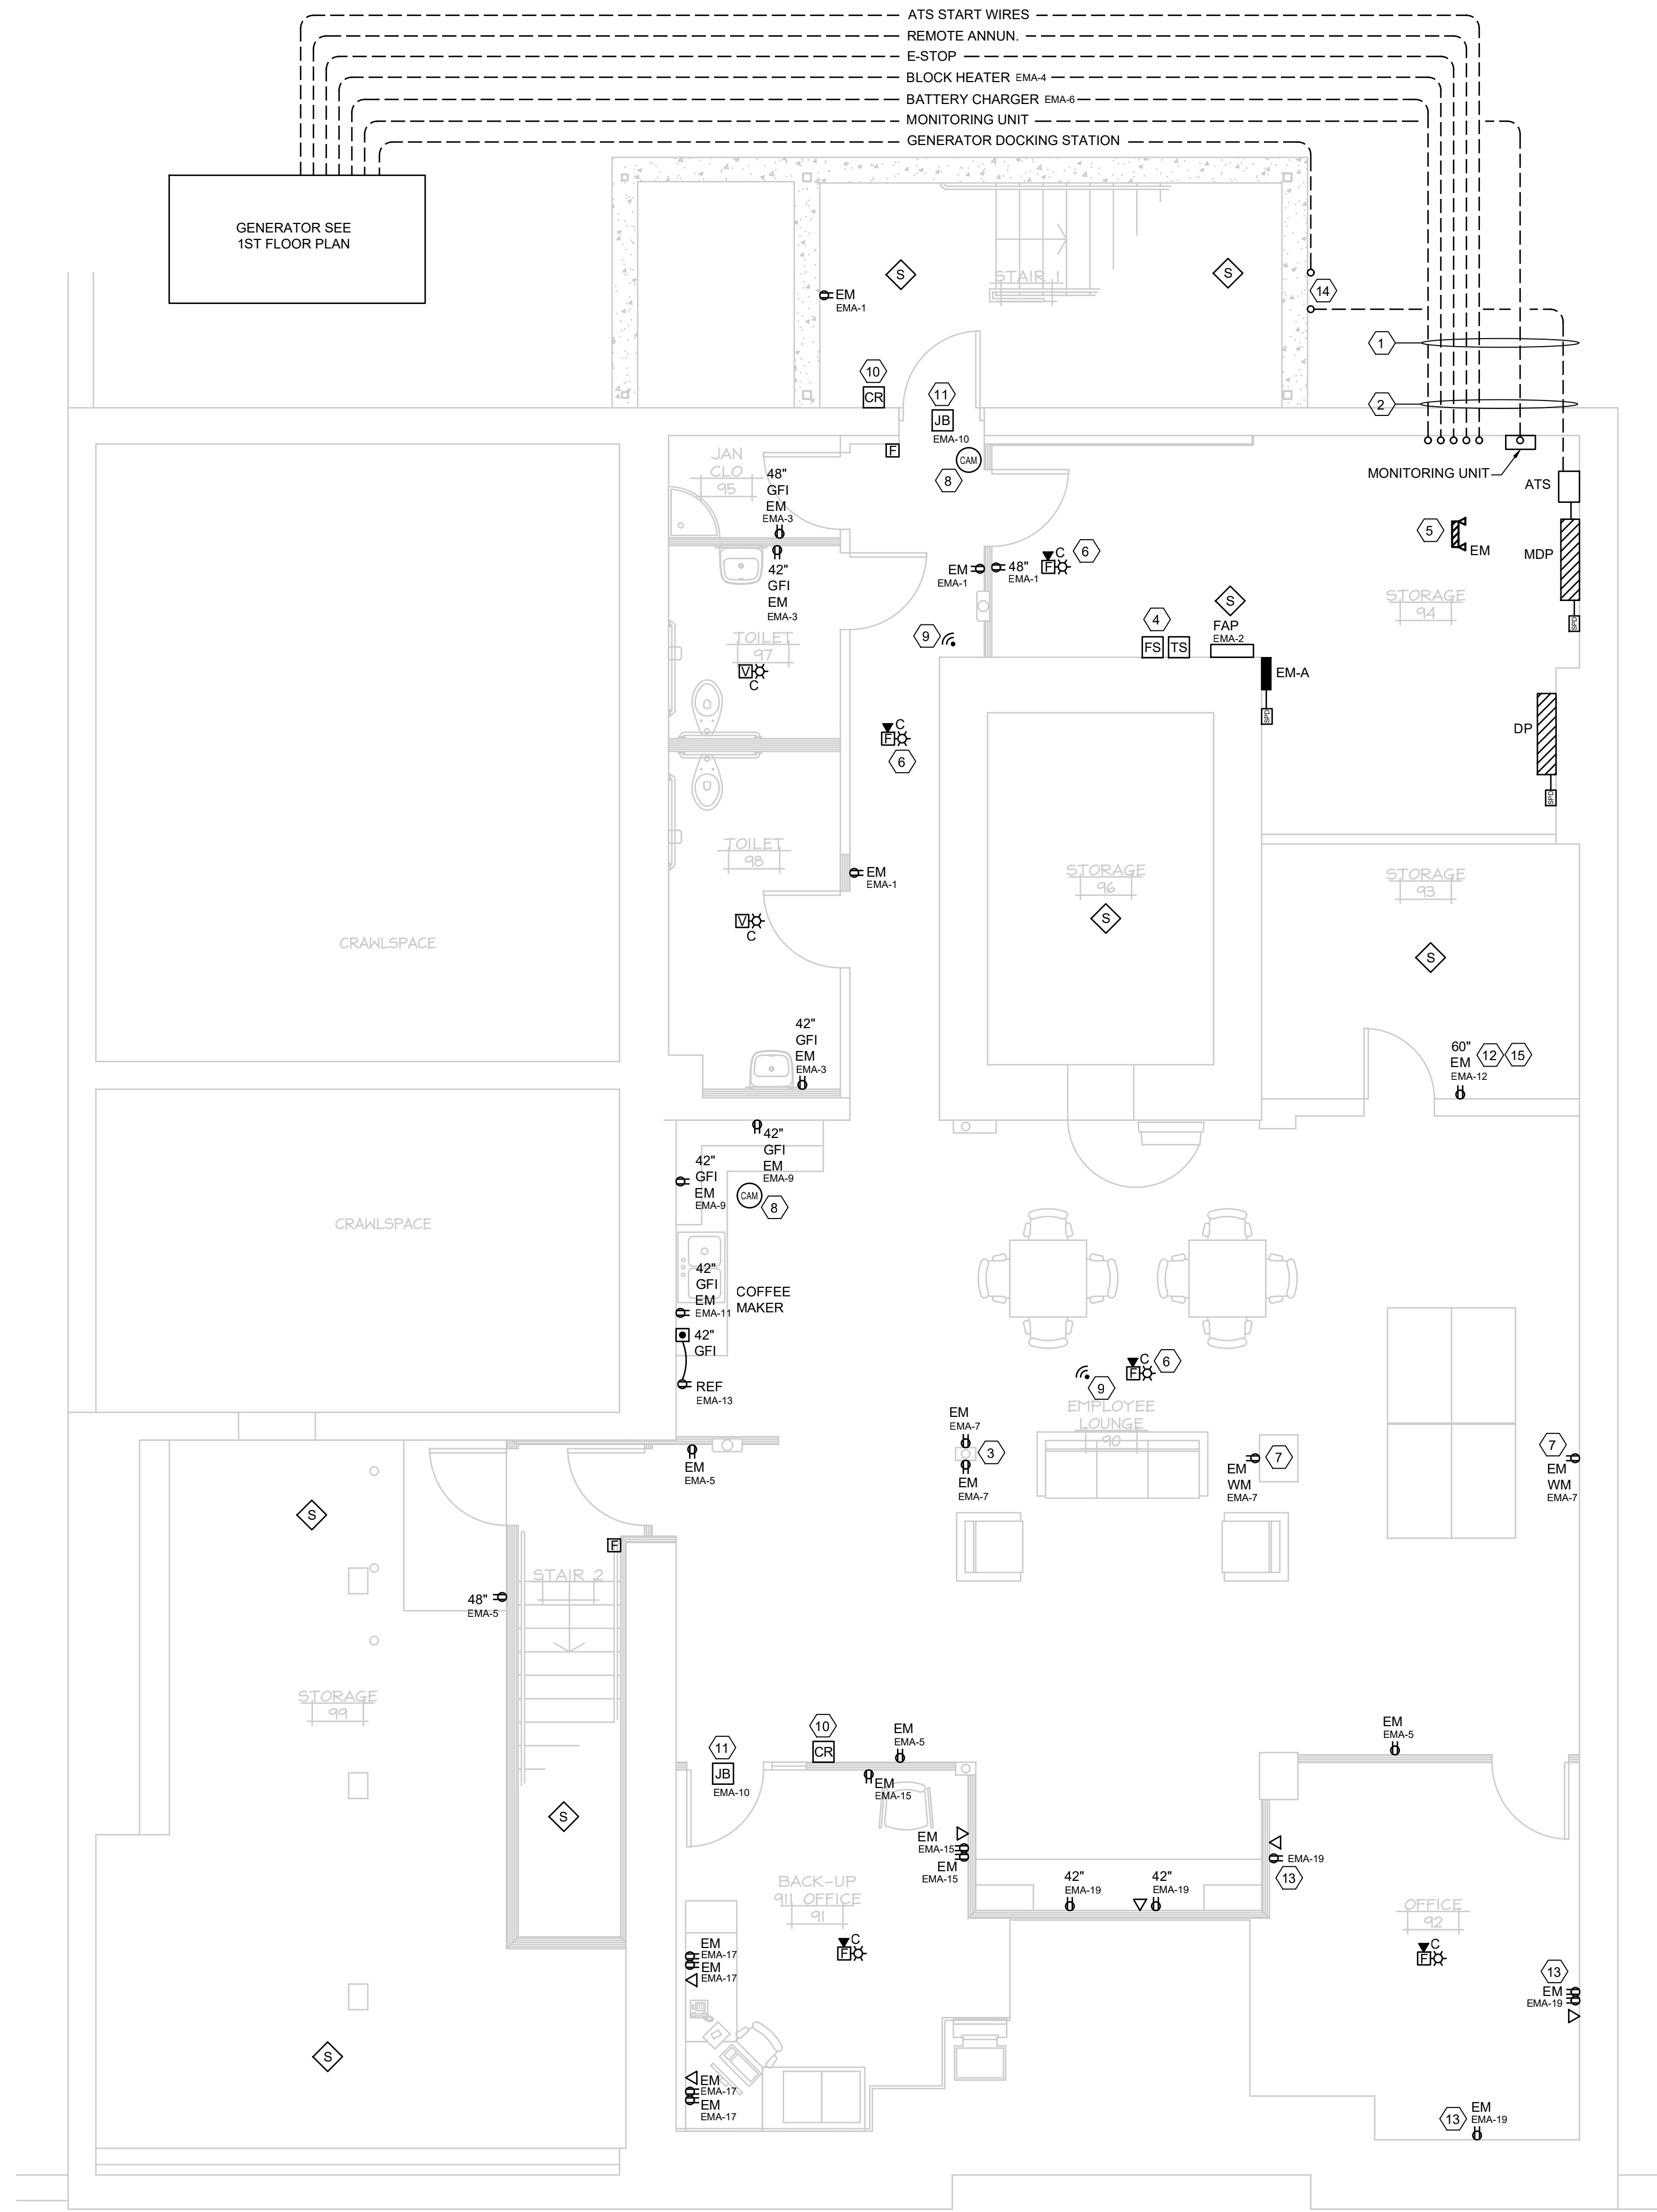 ATS START WIRES
REMOTE ANNUN.
E-STOP
BLOCK HEATER EMA-4
BATTERY CHARGER EMA-6
MONITORING UNIT
GENERATOR DOCKING STATION
GENERATOR SEE
1ST FLOOR PLAN
S
STAIR 1
S
14
EM
EMA-1
1
10
CR
11
JB
EMA-10
2
F
CAM
8
JAN
CLO
95
48"
GFI
EM
EMA-3
MONITORING UNIT
ATS
5
EM
MDP
SPD
42"
GFI
EM
EMA-3
EM
EMA-1
48"
EMA-1
C
F
6
STORAGE
94
S
4
FS
TS
FAP
EMA-2
9
TOILET
97
V
C
EM-A
SPD
C
F
6
DP
SPD
TOILET
98
EM
EMA-1
STORAGE
96
S
STORAGE
93
S
V
C
CRAWLSPACE
42"
GFI
EM
EMA-3
60"
EM
EMA-12
12
15
42"
GFI
EM
EMA-9
42"
GFI
EM
EMA-9
CAM
8
CRAWLSPACE
42"
GFI
EM
EMA-11
COFFEE
MAKER
42"
GFI
REF
EMA-13
C
F
6
9
EMPLOYEE
LOUNGE
90
EM
EMA-7
3
EM
EMA-7
7
EM
WM
EMA-7
7
EM
WM
EMA-7
EM
EMA-5
S
F
STAIR 2
48"
EMA-5
STORAGE
99
S
S
11
JB
EMA-10
10
CR
EM
EMA-5
EM
EMA-15
EM
EMA-5
EM
EMA-15
EM
EMA-15
42"
EMA-19
42"
EMA-19
EMA-19
13
BACK-UP
911 OFFICE
91
OFFICE
92
C
F
C
F
EM
EMA-17
EM
EMA-17
13
EM
EMA-19
EM
EMA-17
EM
EMA-17
13
EM
EMA-19